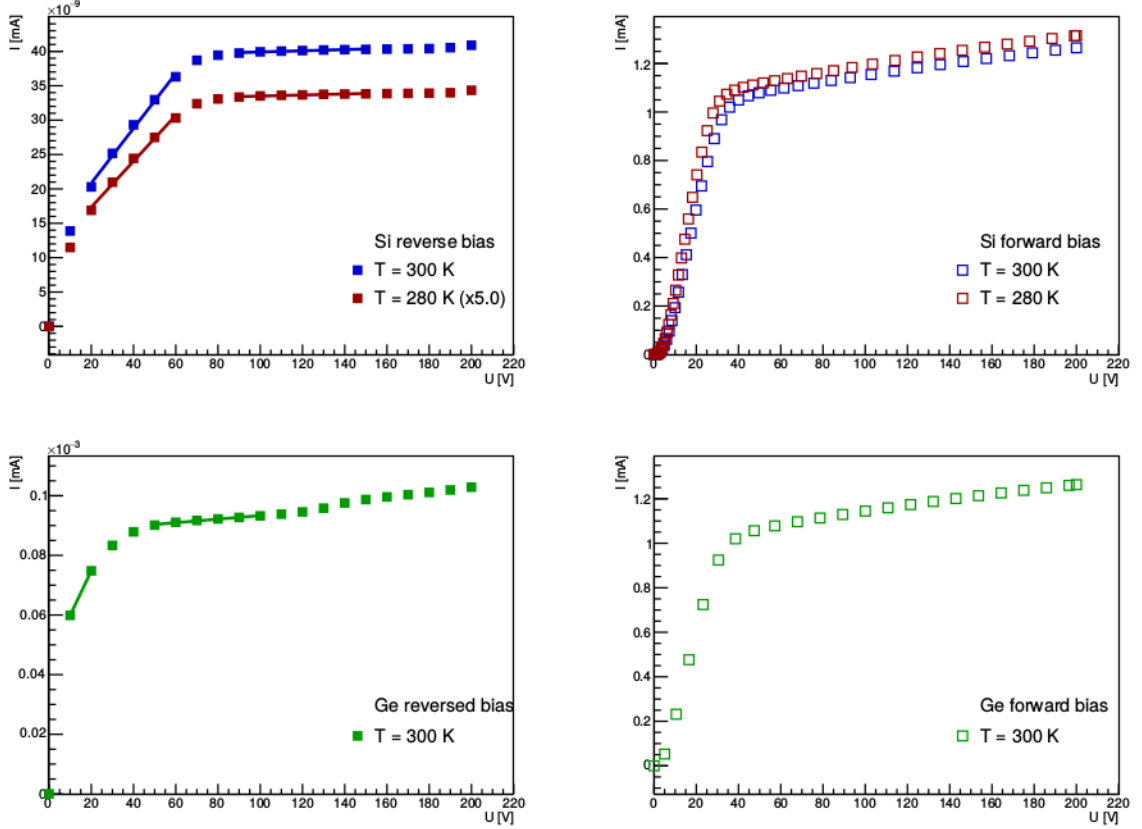 ×10⁻⁹
I [mA]
40
35
30
25
20
15
10
5
0
Si reverse bias
T = 300 K
T = 280 K (x5.0)
0 20 40 60 80 100 120 140 160 180 200 220
U [V]
I [mA]
1.2
1
0.8
0.6
0.4
0.2
0
Si forward bias
T = 300 K
T = 280 K
0 20 40 60 80 100 120 140 160 180 200 220
U [V]
×10⁻³
I [mA]
0.1
0.08
0.06
0.04
0.02
0
Ge reversed bias
T = 300 K
0 20 40 60 80 100 120 140 160 180 200 220
U [V]
I [mA]
1.2
1
0.8
0.6
0.4
0.2
0
Ge forward bias
T = 300 K
0 20 40 60 80 100 120 140 160 180 200 220
U [V]